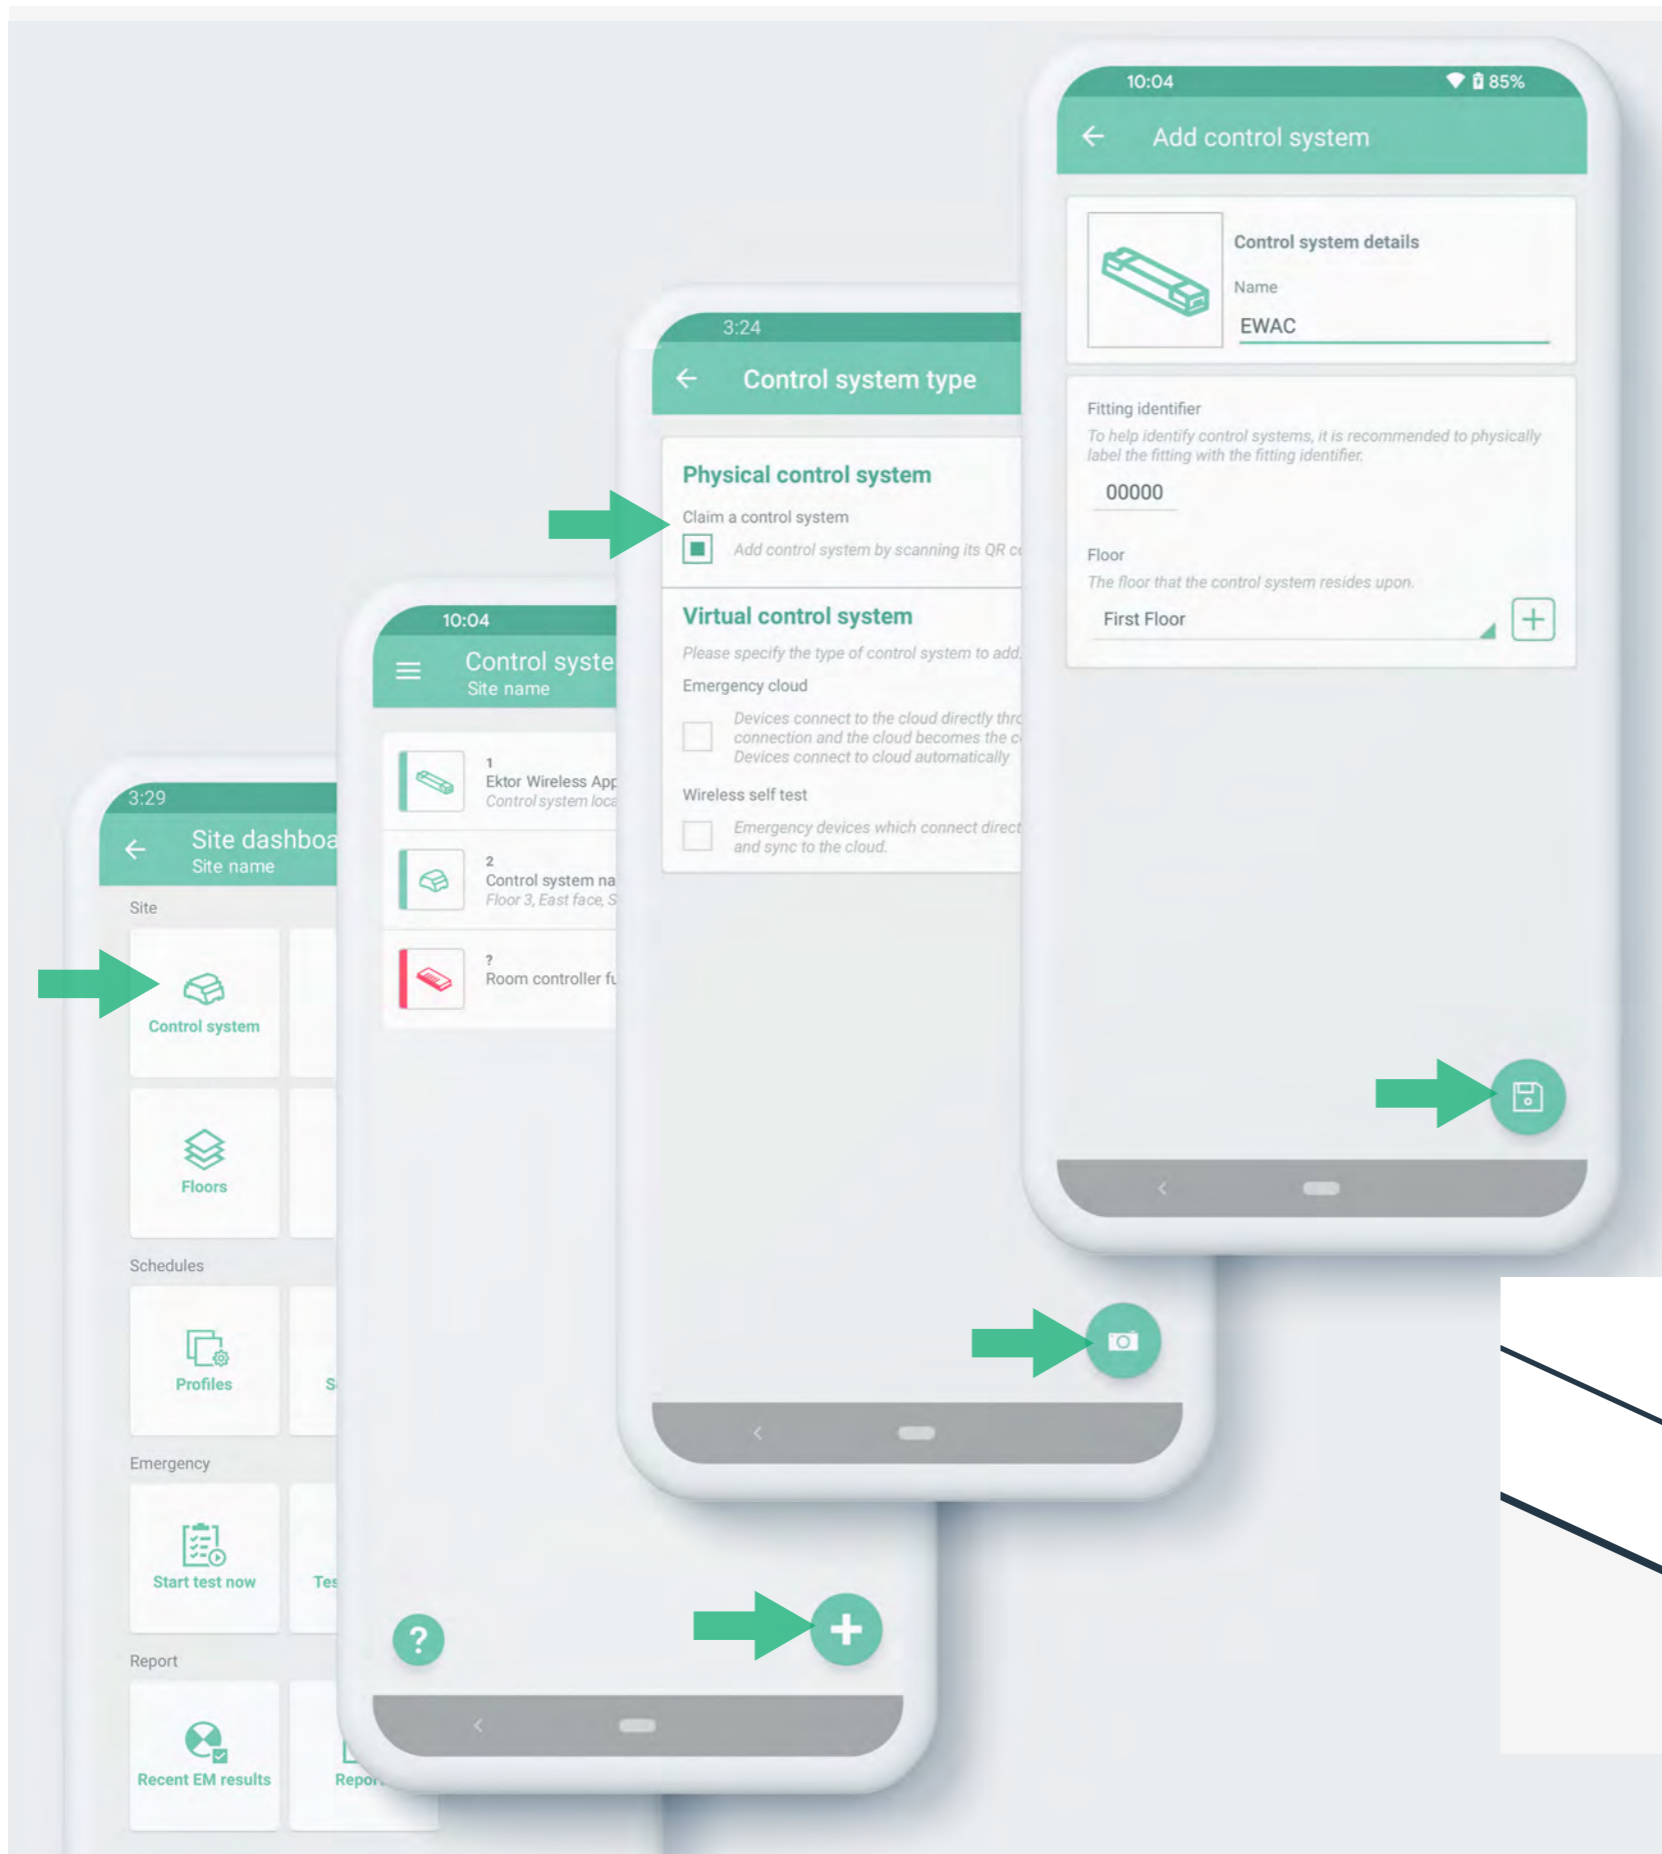 3:29
Site dashboa
Site name
Site
Control system
Floors
Schedules
Profiles
Emergency
Start test now
Tes
Report
Recent EM results
Repor
10:04
Control syste
Site name
1
Ektor Wireless App
Control system loca
2
Control system na
Floor 3, East face, S
?
Room controller fu
?
3:24
Control system type
Physical control system
Claim a control system
Add control system by scanning its QR co
Virtual control system
Please specify the type of control system to add.
Emergency cloud
Devices connect to the cloud directly thro
connection and the cloud becomes the c
Devices connect to cloud automatically
Wireless self test
Emergency devices which connect direct
and sync to the cloud.
10:04
85%
Add control system
Control system details
Name
EWAC
Fitting identifier
To help identify control systems, it is recommended to physically
label the fitting with the fitting identifier.
00000
Floor
The floor that the control system resides upon.
First Floor